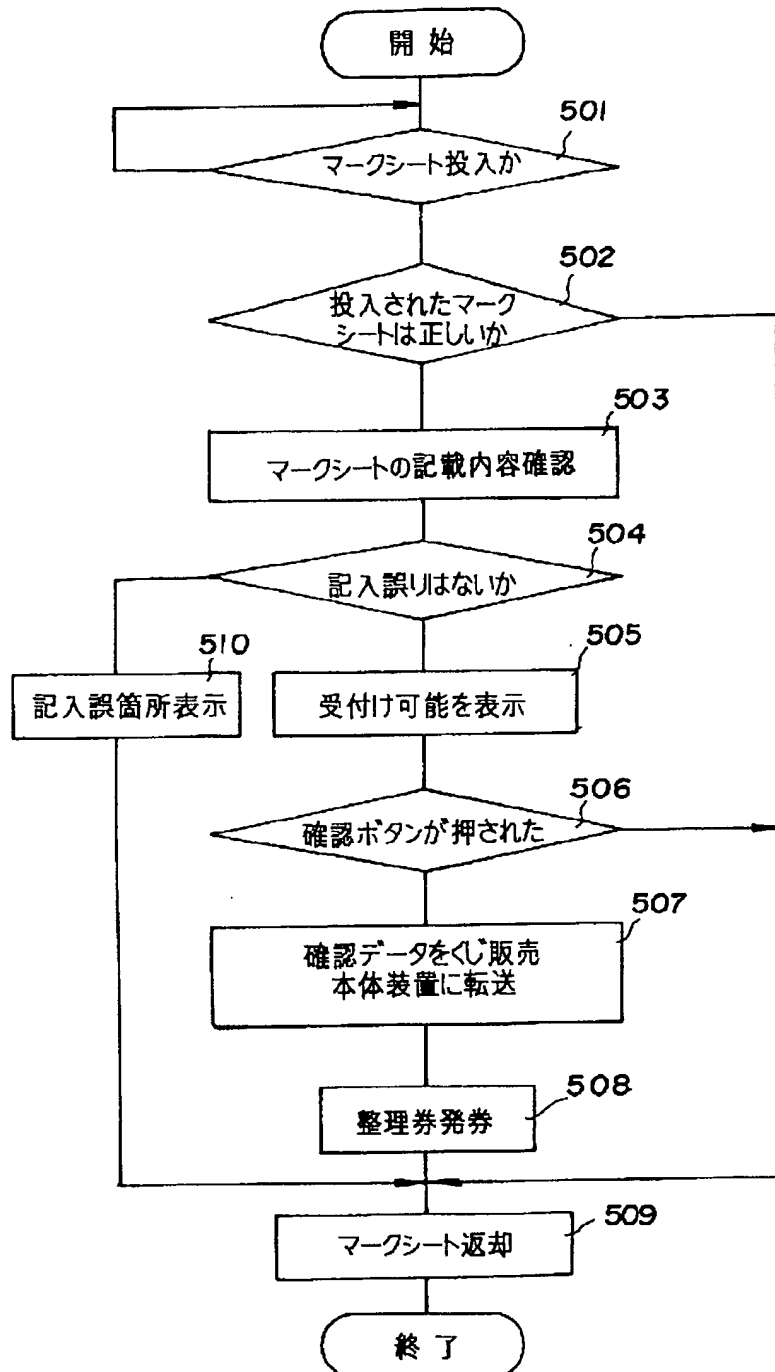 開始
501
マークシート投入か
502
投入されたマーク
シートは正しいか
503
マークシートの記載内容確認
504
記入誤りはないか
510
記入誤箇所表示
505
受付け可能を表示
506
確認ボタンが押された
507
確認データをくじ販売
本体装置に転送
508
整理券発券
509
マークシート返却
終了